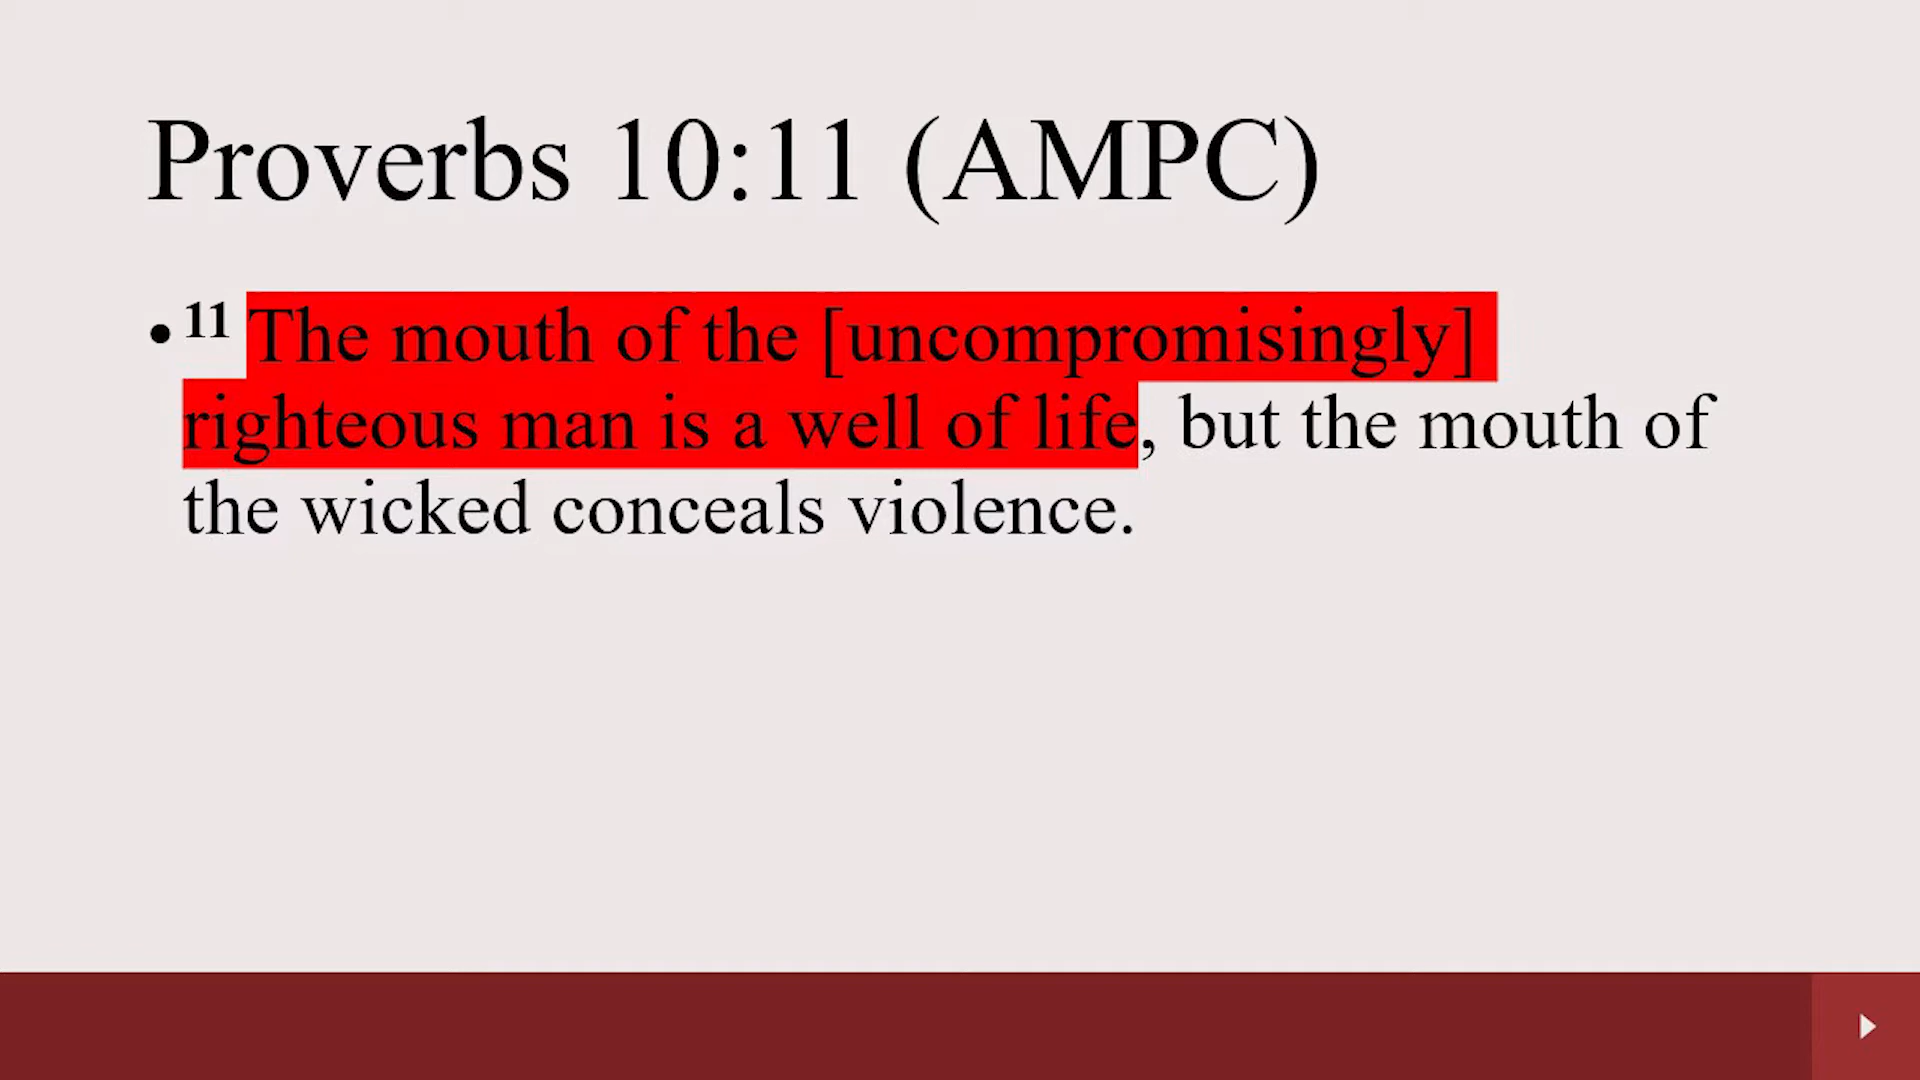 Proverbs 10:11 (AMPC)
• 11 The mouth of the [uncompromisingly]
righteous man is a well of life, but the mouth of
the wicked conceals violence.